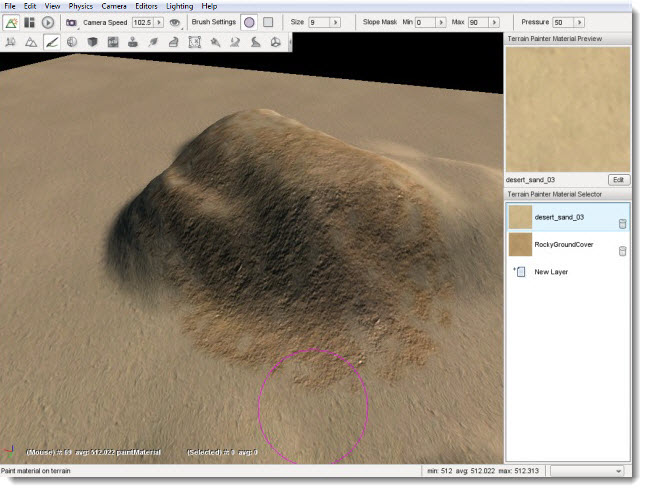 File Edit View Physics Camera Editors Lighting Help
Camera Speed 102.5 Brush Settings Size 9 Slope Mask Min 0 Max 90 Pressure 50
Terrain Painter Material Preview
desert_sand_03 Edit
Terrain Painter Material Selector
desert_sand_03
RockyGroundCover
New Layer
(Mouse) #: 69 avg: 512.022 paintMaterial (Selected) #: 0 avg: 0
Paint material on terrain min: 512 avg: 512.022 max: 512.313